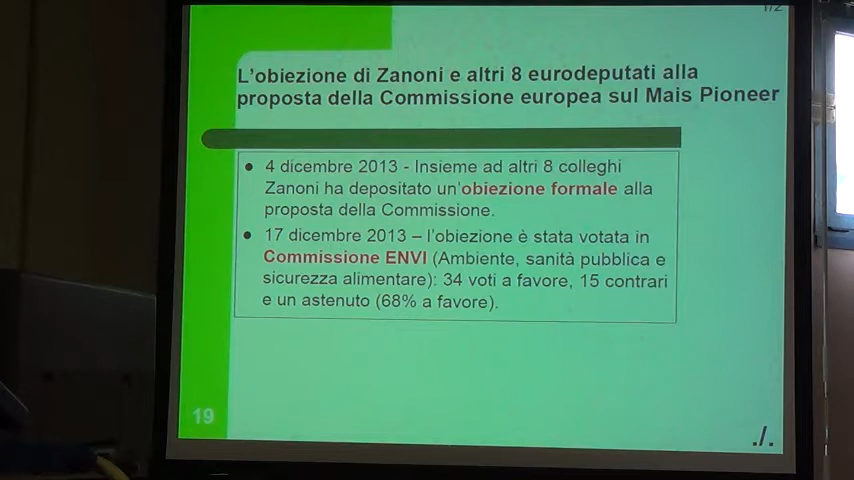 1/2
L'obiezione di Zanoni e altri 8 eurodeputati alla
proposta della Commissione europea sul Mais Pioneer
● 4 dicembre 2013 - Insieme ad altri 8 colleghi
Zanoni ha depositato un'obiezione formale alla
proposta della Commissione.
● 17 dicembre 2013 – l'obiezione è stata votata in
Commissione ENVI (Ambiente, sanità pubblica e
sicurezza alimentare): 34 voti a favore, 15 contrari
e un astenuto (68% a favore).
19
./.